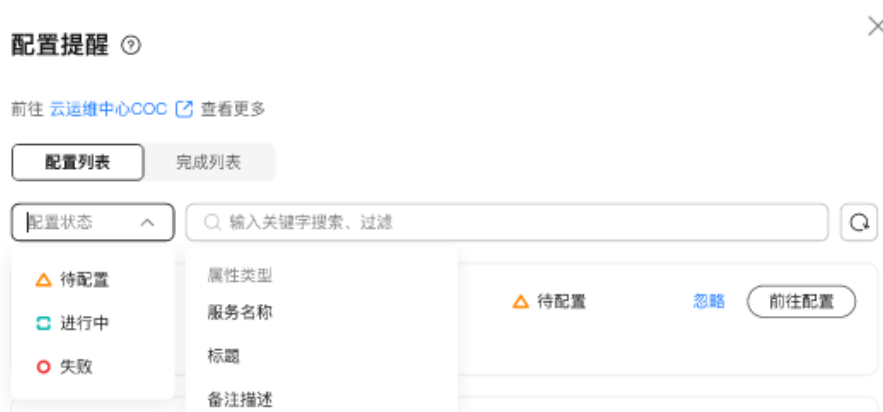 配置提醒
前往 云运维中心COC 查看更多
配置列表 完成列表
配置状态 输入关键字搜索、过滤
待配置
进行中
失败
属性类型
服务名称
标题
备注描述
待配置 忽略 前往配置